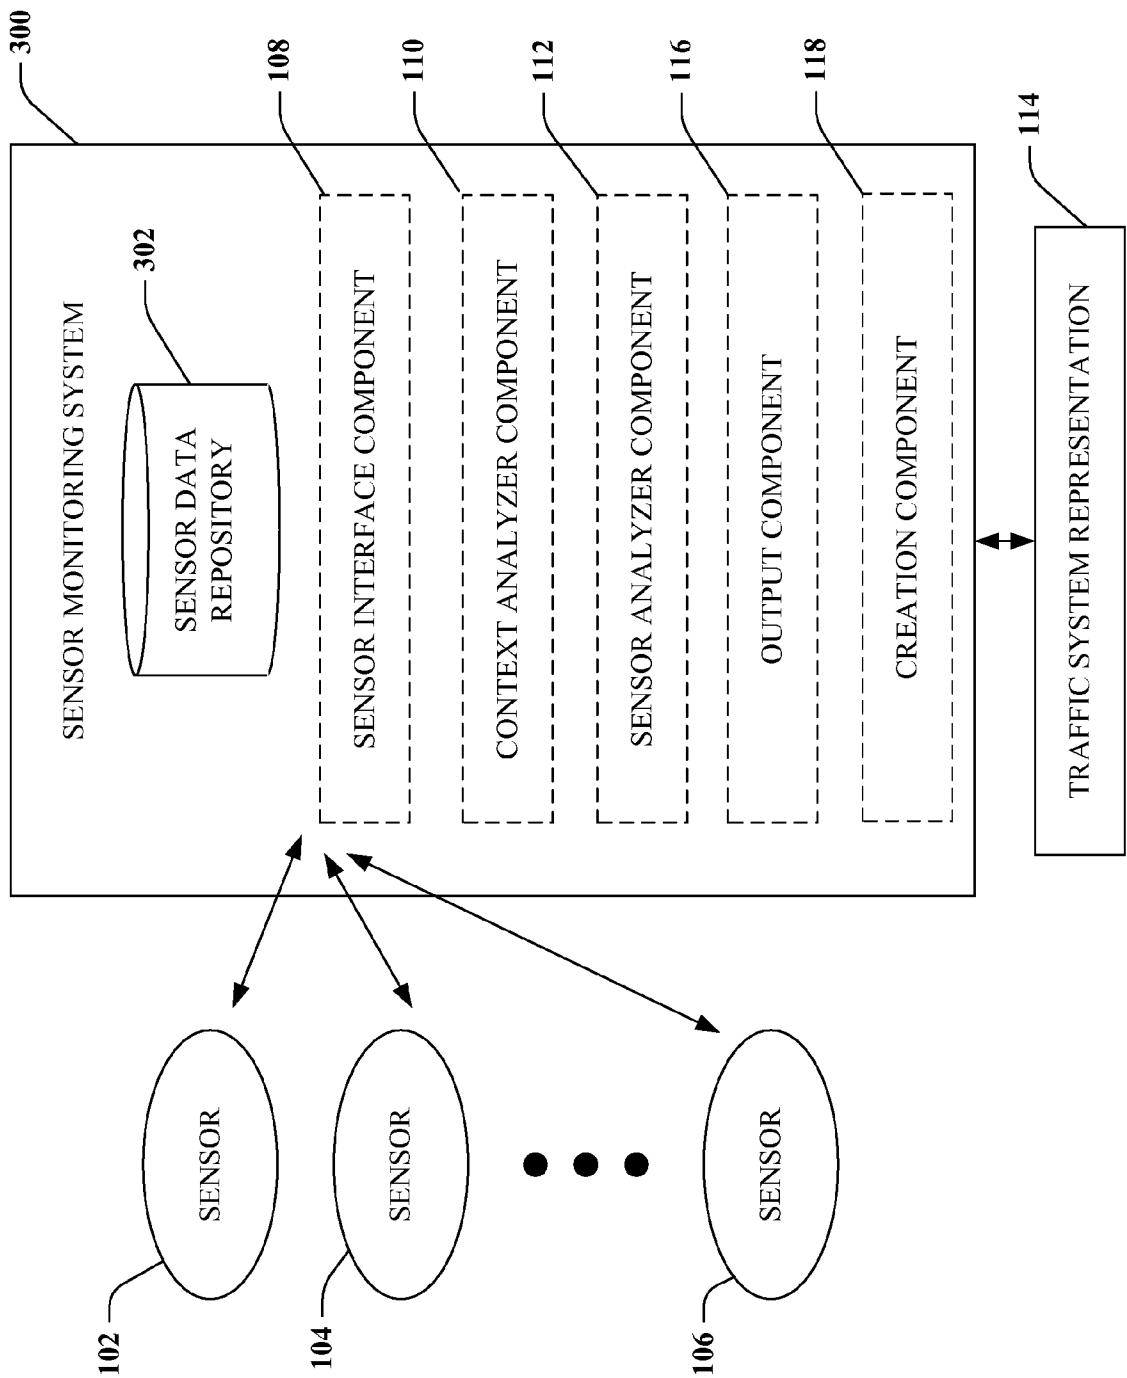 300
SENSOR MONITORING SYSTEM
302
SENSOR DATA
REPOSITORY
108
SENSOR INTERFACE COMPONENT
110
CONTEXT ANALYZER COMPONENT
112
SENSOR ANALYZER COMPONENT
116
OUTPUT COMPONENT
118
CREATION COMPONENT
114
TRAFFIC SYSTEM REPRESENTATION
102
SENSOR
104
SENSOR
106
SENSOR